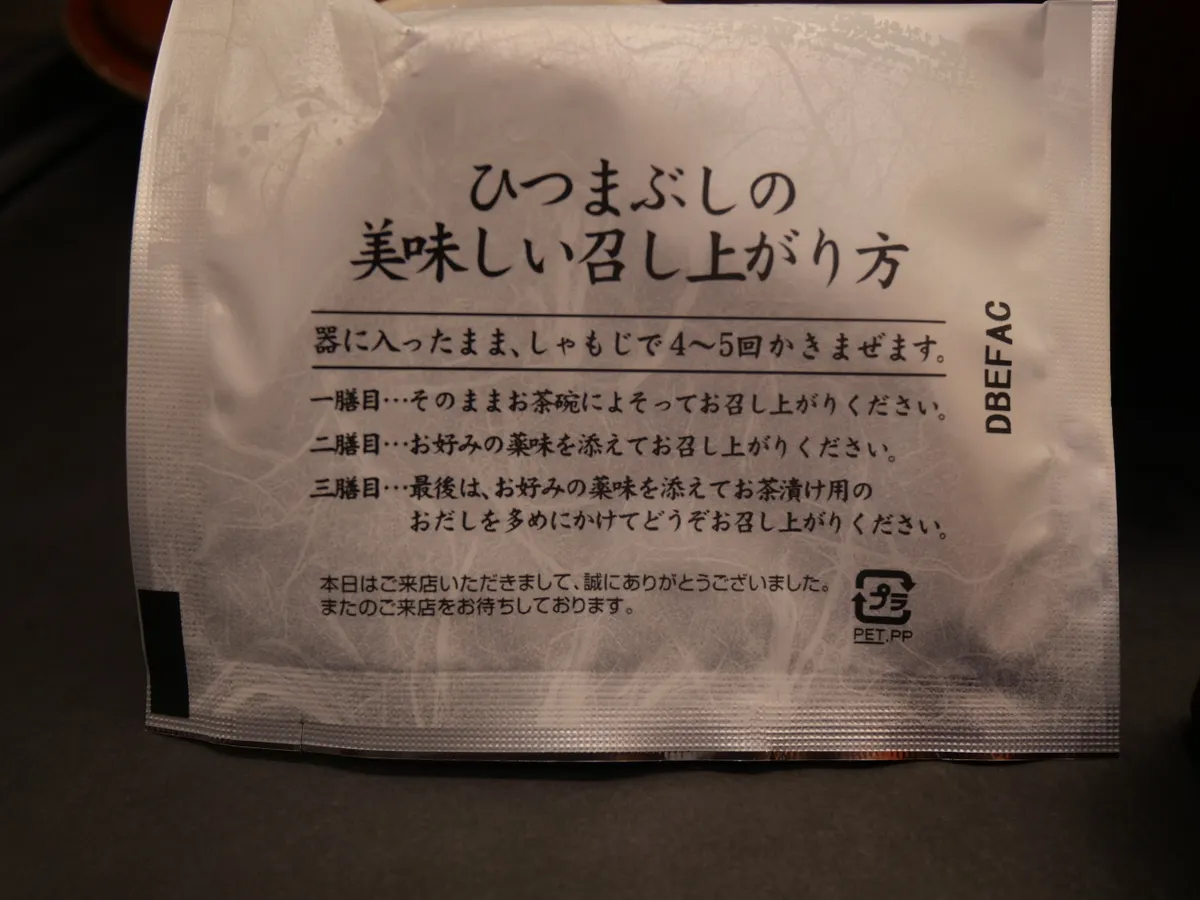 ひつまぶしの
美味しい召し上がり方
器に入ったまま、しゃもじで4〜5回かきまぜます。
一膳目…そのままお茶碗によそってお召し上がりください。
二膳目…お好みの薬味を添えてお召し上がりください。
三膳目…最後は、お好みの薬味を添えてお茶漬け用の
おだしを多めにかけてどうぞお召し上がりください。
本日はご来店いただきまして、誠にありがとうございました。
またのご来店をお待ちしております。
プラ
PET.PP
DBEFAC